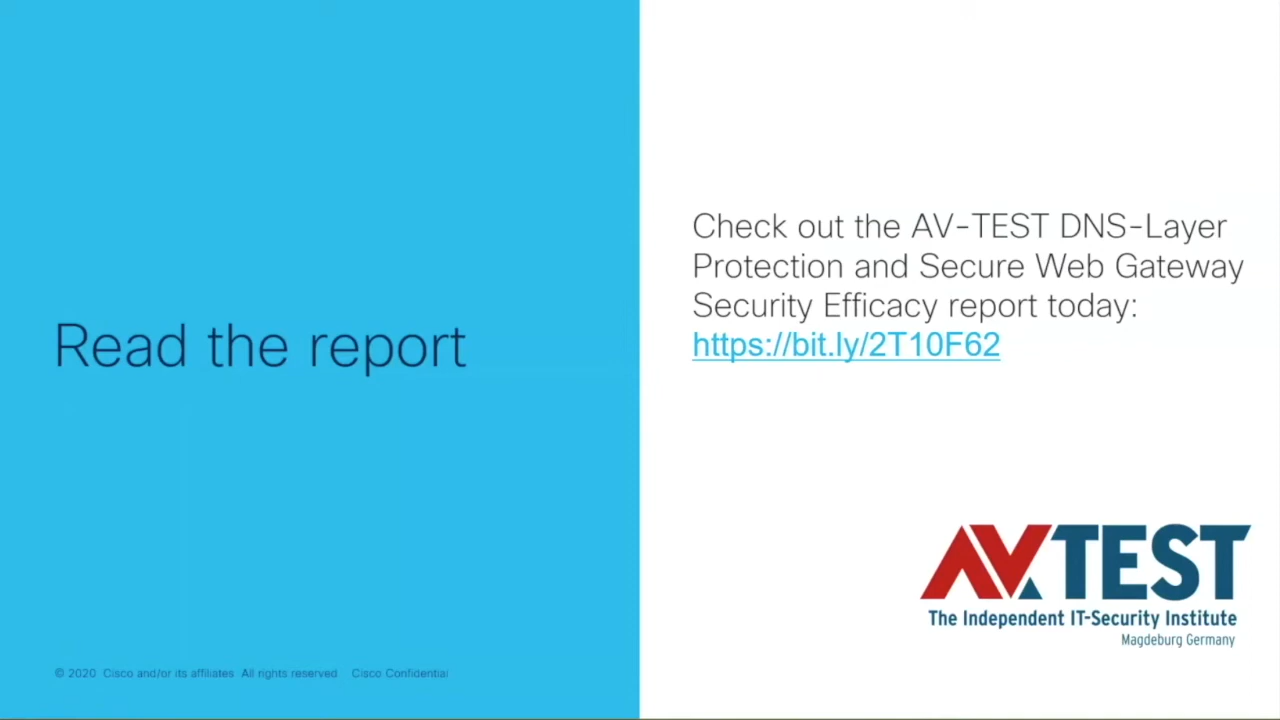 Read the report
Check out the AV-TEST DNS-Layer
Protection and Secure Web Gateway
Security Efficacy report today:
https://bit.ly/2T10F62
AVTEST
The Independent IT-Security Institute
Magdeburg Germany
© 2020 Cisco and/or its affiliates All rights reserved Cisco Confidential